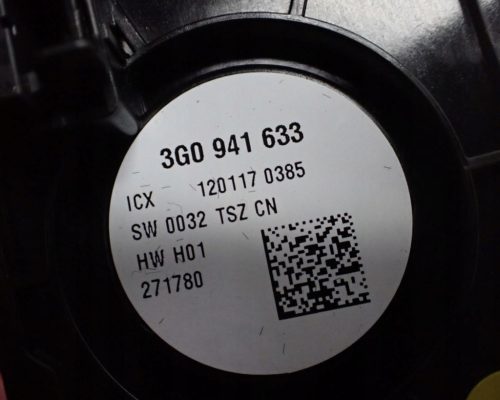 3G0 941 633
ICX 120117 0385
SW 0032 TSZ CN
HW H01
271780